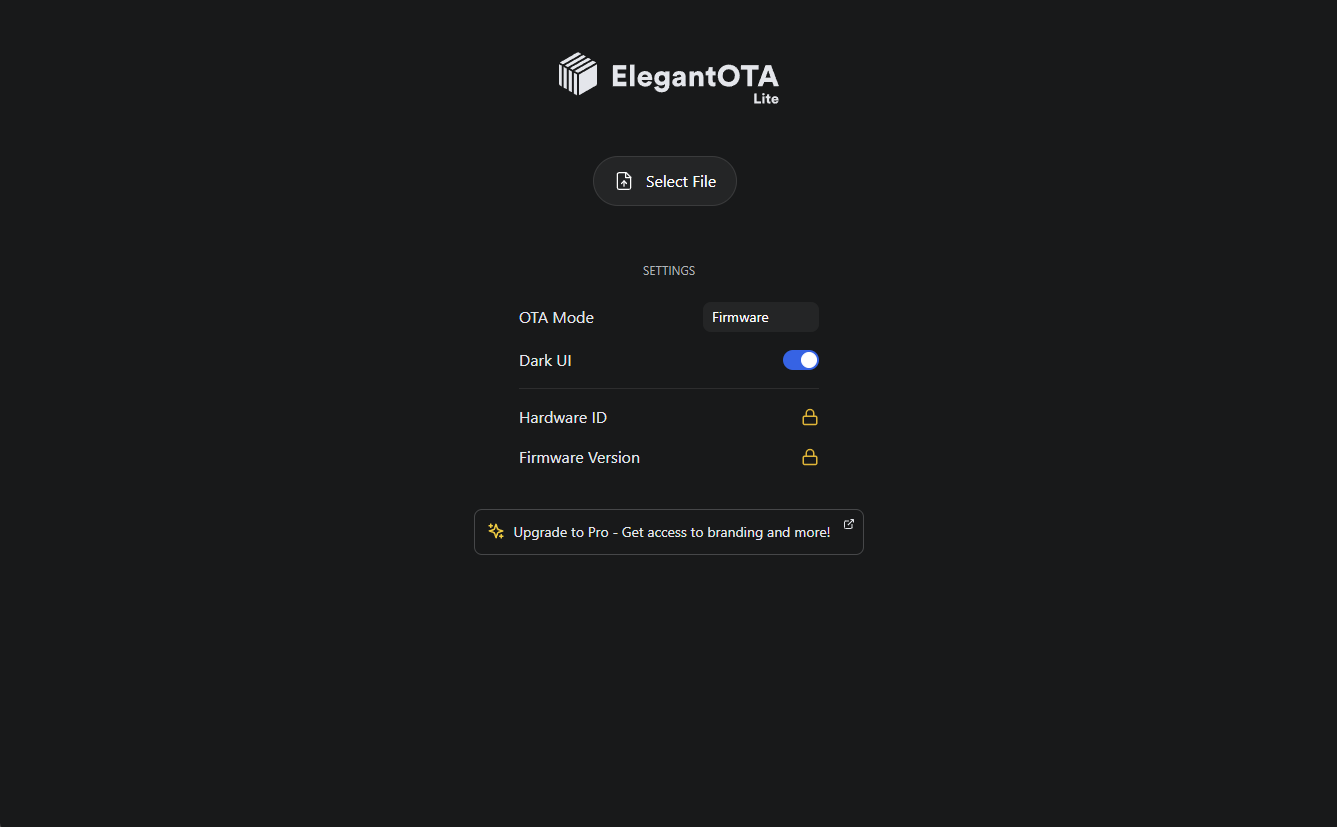 ElegantOTA
Lite
Select File
SETTINGS
OTA Mode
Firmware
Dark UI
Hardware ID
Firmware Version
Upgrade to Pro - Get access to branding and more!